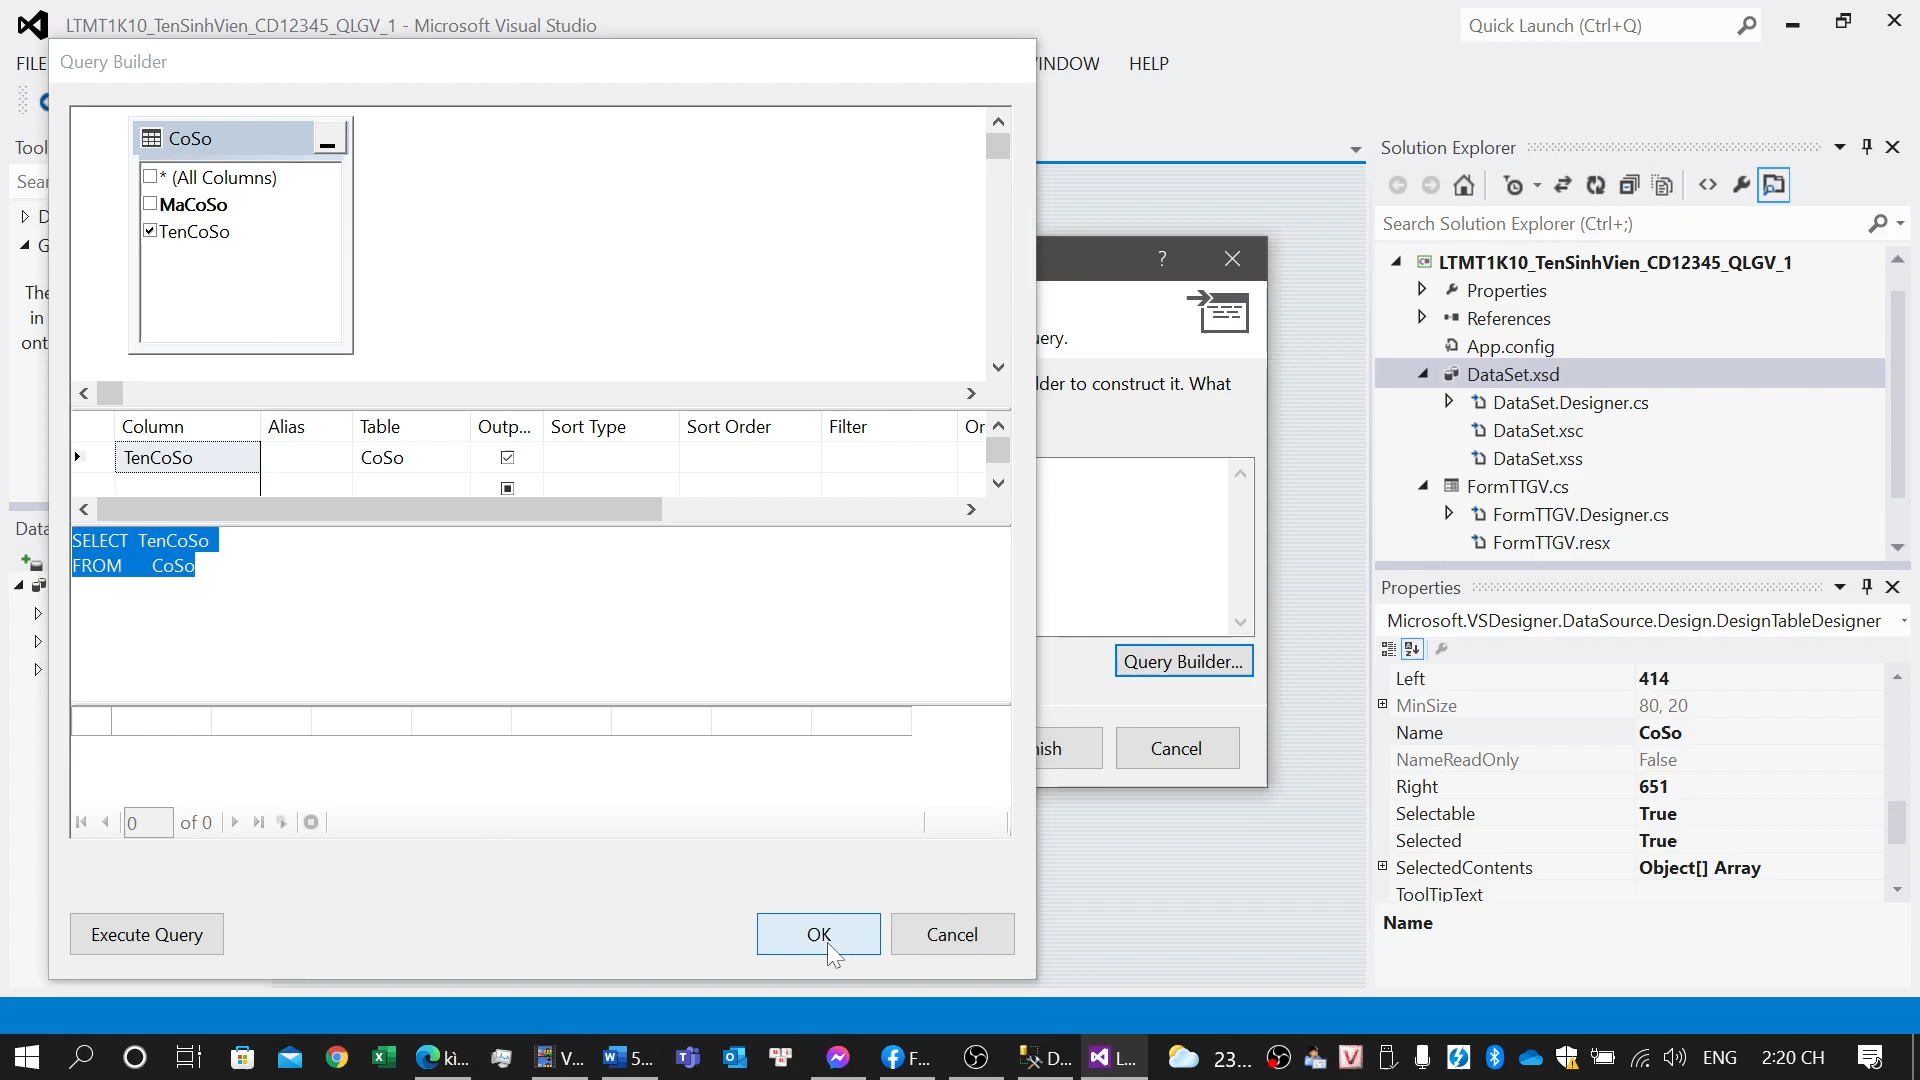 LTMT1K10_TenSinhVien_CD12345_QLGV_1 - Microsoft Visual Studio
Quick Launch (Ctrl+Q)
FILE
WINDOW HELP
Query Builder
CoSo
* (All Columns)
MaCoSo
TenCoSo
Column Alias Table Outp... Sort Type Sort Order Filter Or
TenCoSo CoSo
SELECT TenCoSo
FROM CoSo
0 of 0
Execute Query
OK
Cancel
Tool
Sear
D
G
The
in
ont
Data
?
uery.
lder to construct it. What
Query Builder...
nish
Cancel
Solution Explorer
Search Solution Explorer (Ctrl+;)
LTMT1K10_TenSinhVien_CD12345_QLGV_1
Properties
References
App.config
DataSet.xsd
DataSet.Designer.cs
DataSet.xsc
DataSet.xss
FormTTGV.cs
FormTTGV.Designer.cs
FormTTGV.resx
Properties
Microsoft.VSDesigner.DataSource.Design.DesignTableDesigner
Left 414
MinSize 80, 20
Name CoSo
NameReadOnly False
Right 651
Selectable True
Selected True
SelectedContents Object[] Array
ToolTipText
Name
kì... V... 5... F... D... L... 23... ENG 2:20 CH